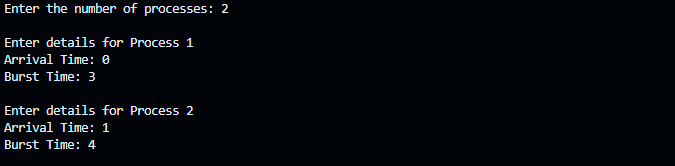 Enter the number of processes: 2
Enter details for Process 1
Arrival Time: 0
Burst Time: 3
Enter details for Process 2
Arrival Time: 1
Burst Time: 4